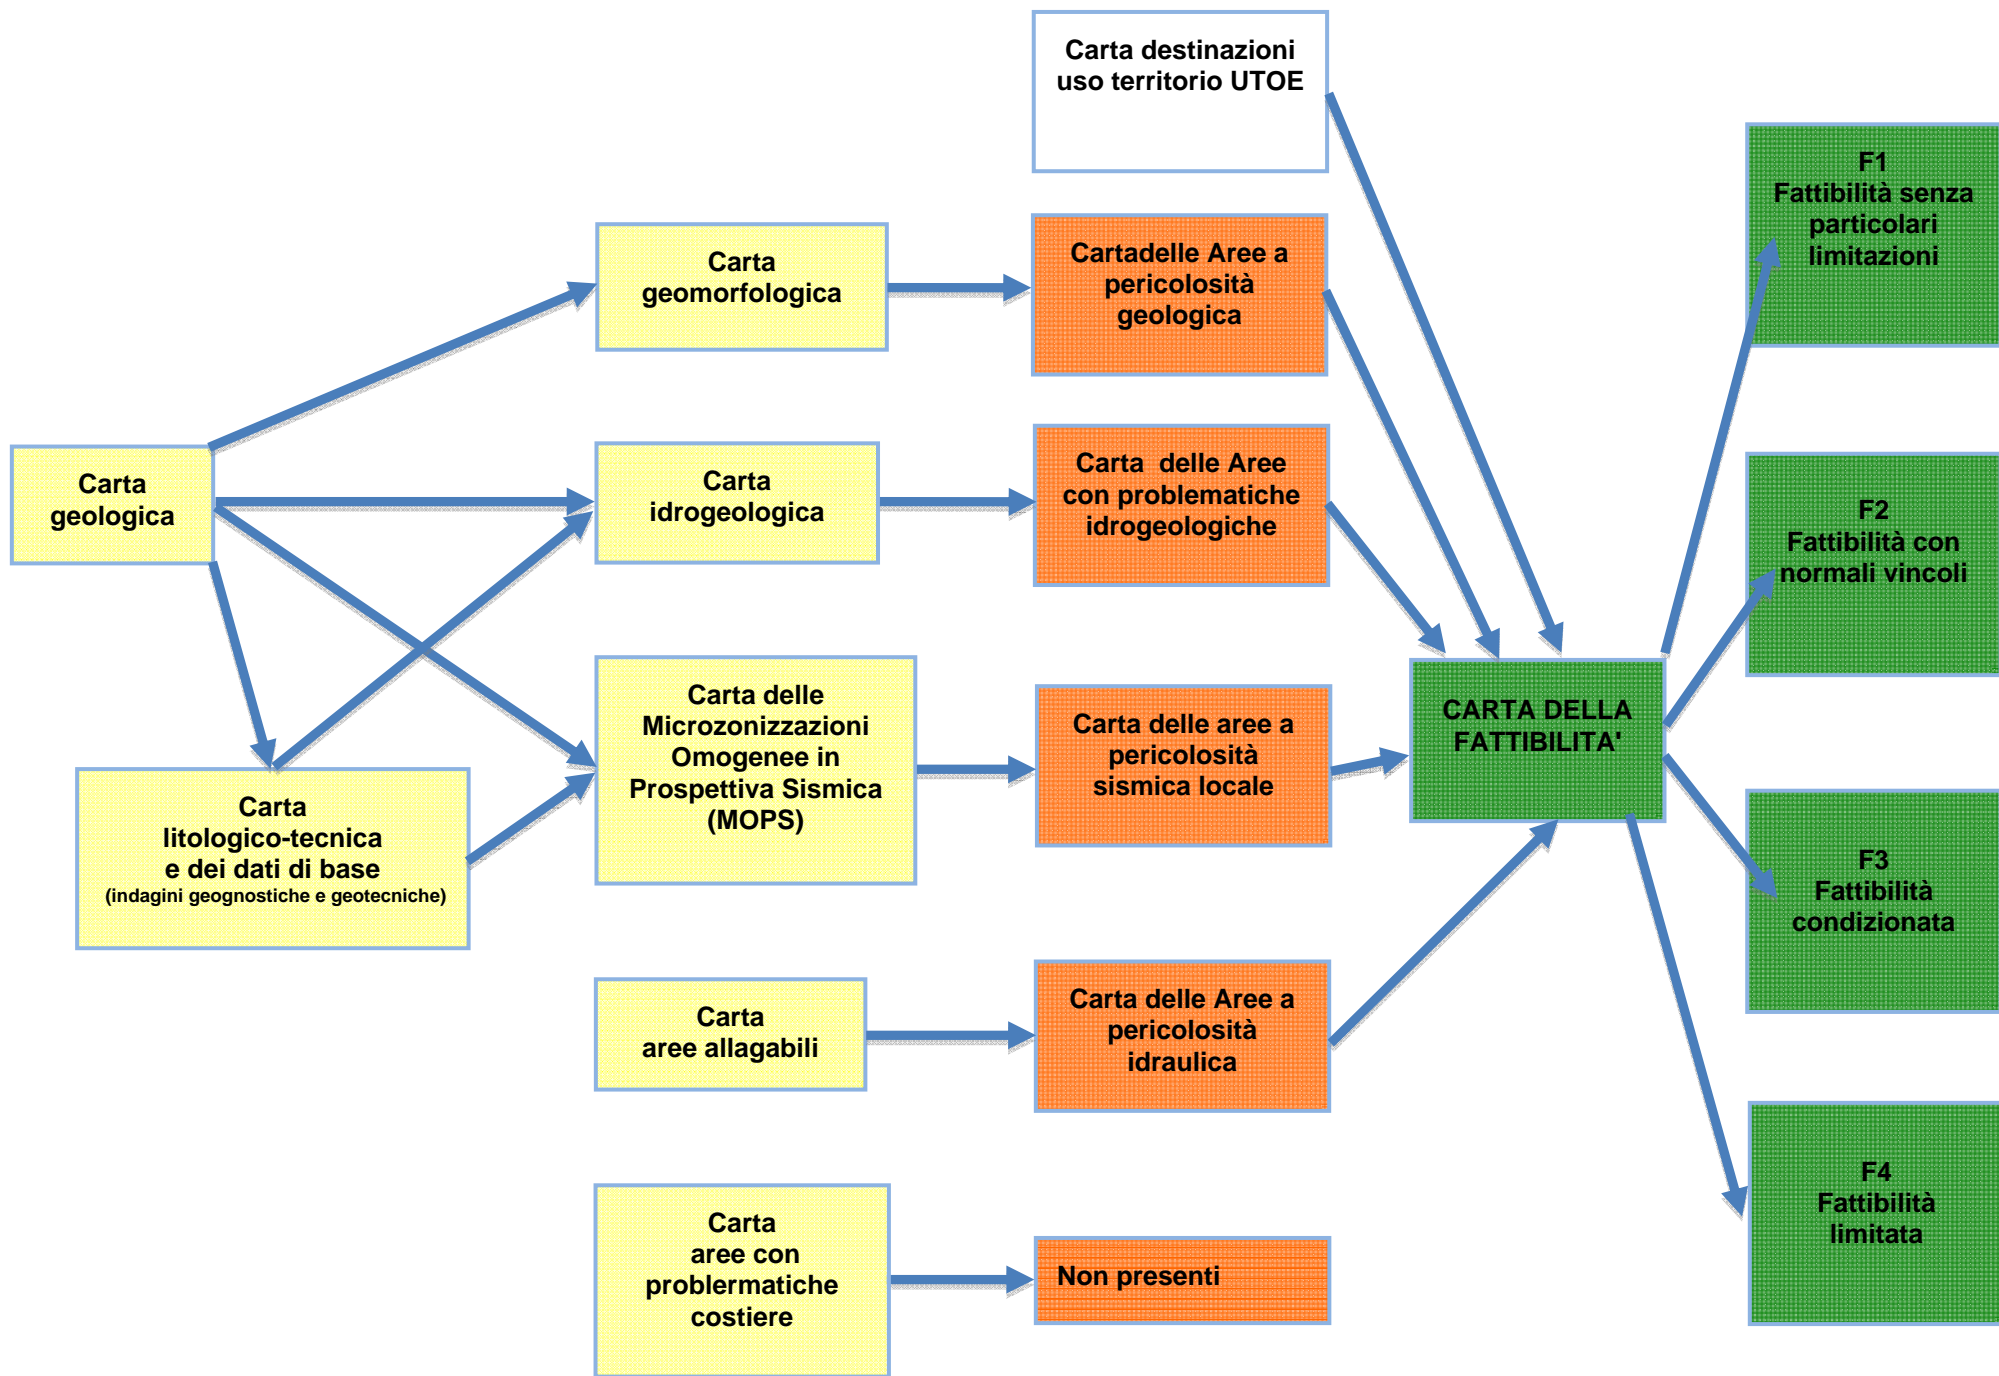 Carta destinazioni
uso territorio UTOE
F1
Fattibilità senza
particolari
limitazioni
Carta
geomorfologica
Cartadelle Aree a
pericolosità
geologica
Carta
geologica
Carta
idrogeologica
Carta  delle Aree
con problematiche
idrogeologiche
F2
Fattibilità con
normali vincoli
Carta
litologico-tecnica
e dei dati di base
(indagini geognostiche e geotecniche)
Carta delle
Microzonizzazioni
Omogenee in
Prospettiva Sismica
(MOPS)
Carta delle aree a
pericolosità
sismica locale
CARTA DELLA
FATTIBILITA'
F3
Fattibilità
condizionata
Carta
aree allagabili
Carta delle Aree a
pericolosità
idraulica
F4
Fattibilità
limitata
Carta
aree con
problermatiche
costiere
Non presenti